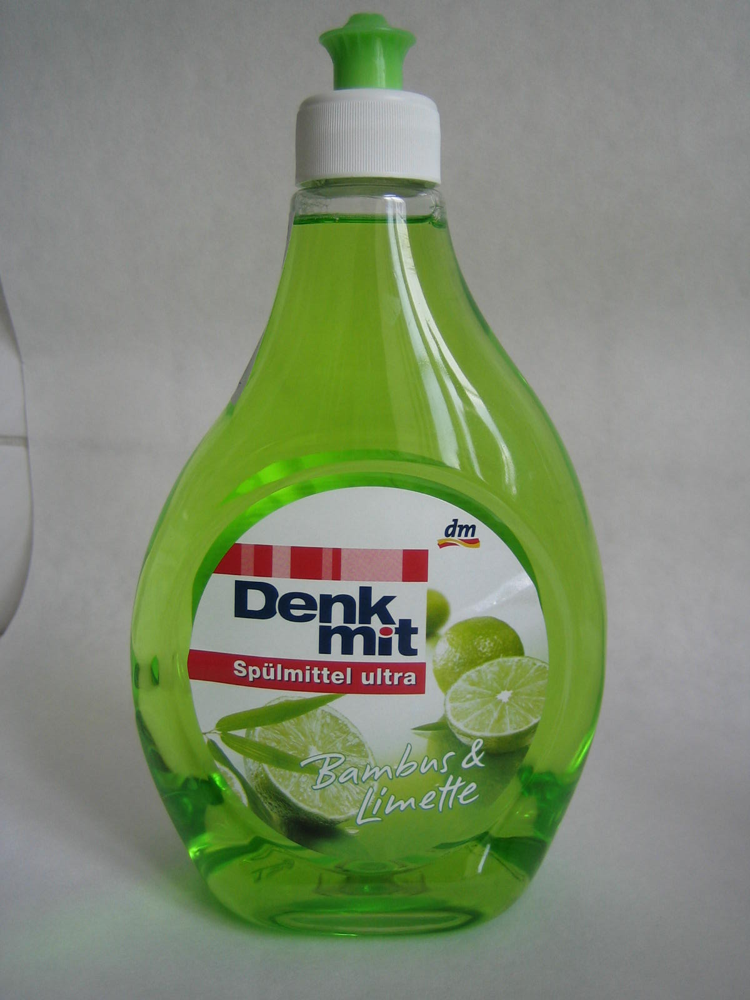 dm
Denk
mit
Spülmittel ultra
Bambus &
Limette